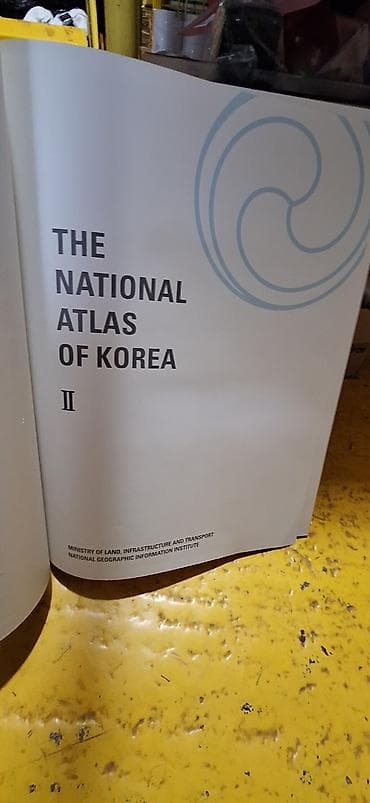 THE
NATIONAL
ATLAS
OF KOREA
Ⅱ
MINISTRY OF LAND, INFRASTRUCTURE AND TRANSPORT
NATIONAL GEOGRAPHIC INFORMATION INSTITUTE